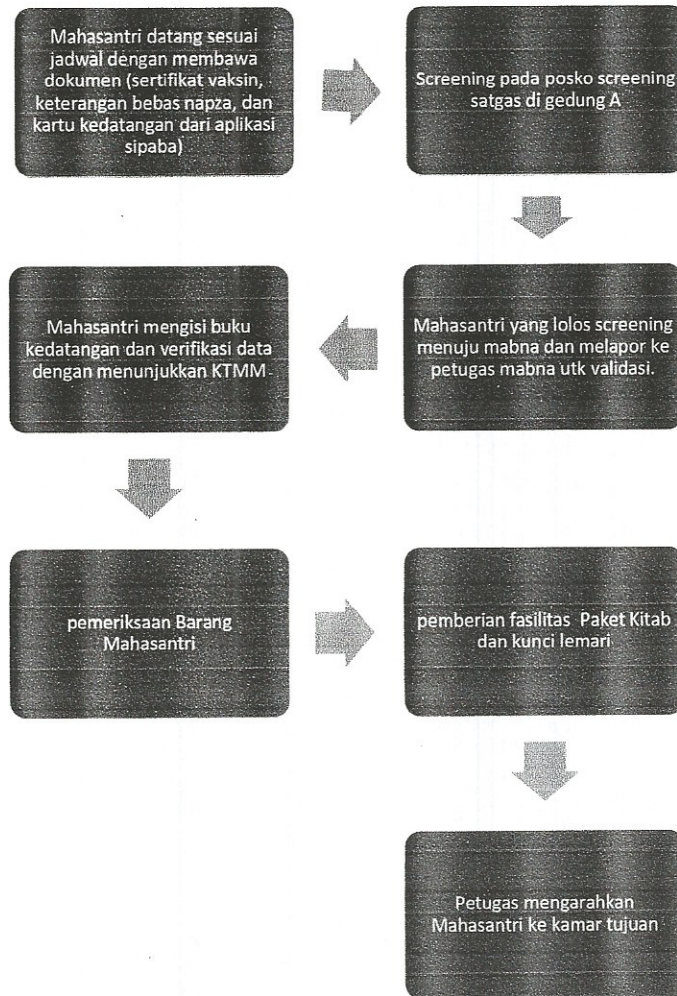 Mahasantri datang sesuai
jadwal dengan membawa
dokumen (sertifikat vaksin,
keterangan bebas napza, dan
kartu kedatangan dari aplikasi
sipaba)
Screening pada posko screening
satgas di gedung A
Mahasantri yang lolos screening
menuju mabna dan melapor ke
petugas mabna utk validasi.
Mahasantri mengisi buku
kedatangan dan verifikasi data
dengan menunjukkan KTMM
pemeriksaan Barang
Mahasantri
pemberian fasilitas Paket Kitab
dan kunci lemari
Petugas mengarahkan
Mahasantri ke kamar tujuan